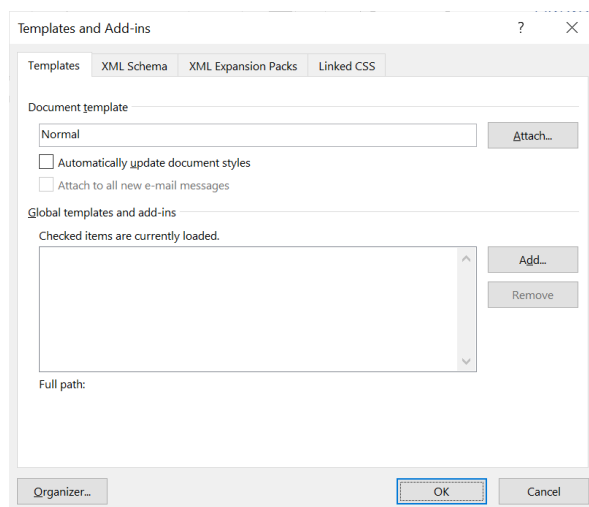 Templates and Add-ins ?
Templates XML Schema XML Expansion Packs Linked CSS
Document template
Normal Attach...
Automatically update document styles
Attach to all new e-mail messages
Global templates and add-ins
Checked items are currently loaded.
Add...
Remove
Full path:
Organizer... OK Cancel